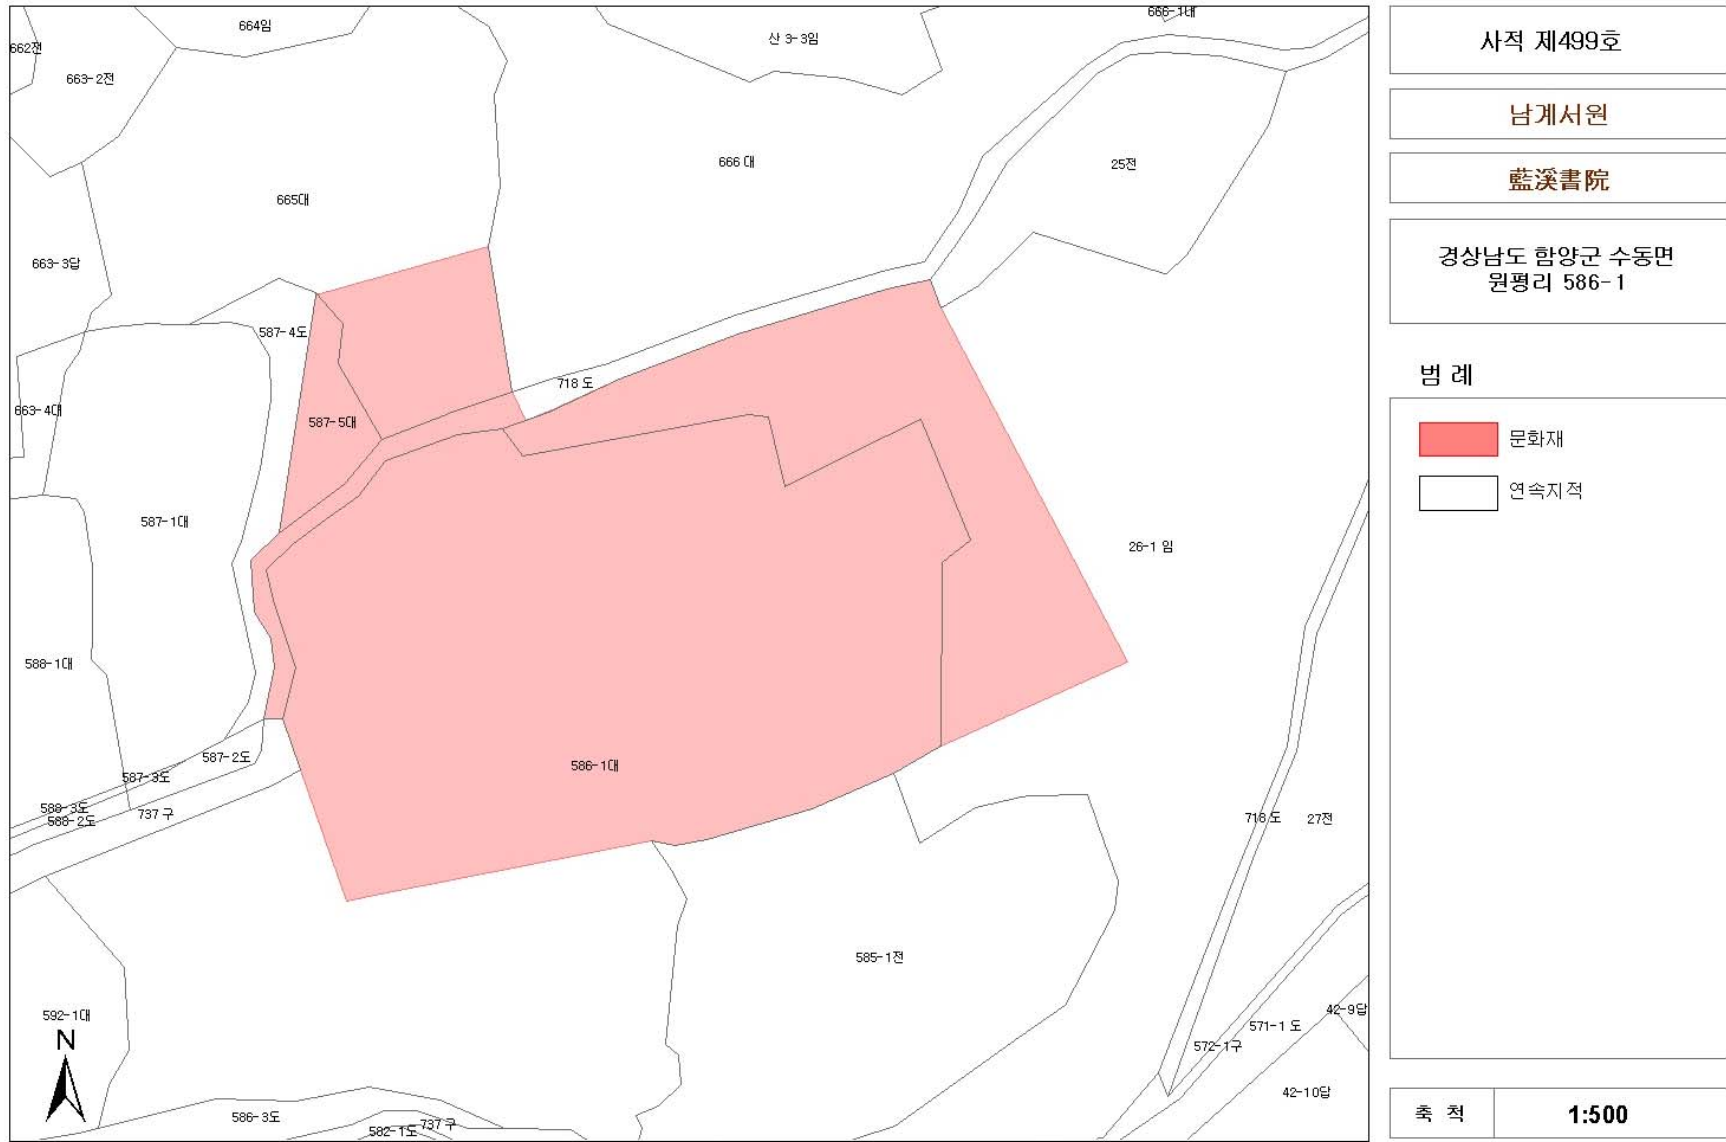 664임
산 3-3임
666-1대
662전
663-2전
666 대
25전
665대
663-3답
587-4도
718 도
663-4대
587-5대
587-1대
26-1 임
588-1대
586-1대
587-2도
587-3도
588-3도
588-2도
737 구
718 도
27전
585-1전
592-1대
42-9답
571-1 도
572-1구
42-10답
586-3도
582-1도
737 구
N
사적 제499호
남계서원
藍溪書院
경상남도 함양군 수동면
원평리 586-1
범 례
문화재
연속지적
축 척
1:500